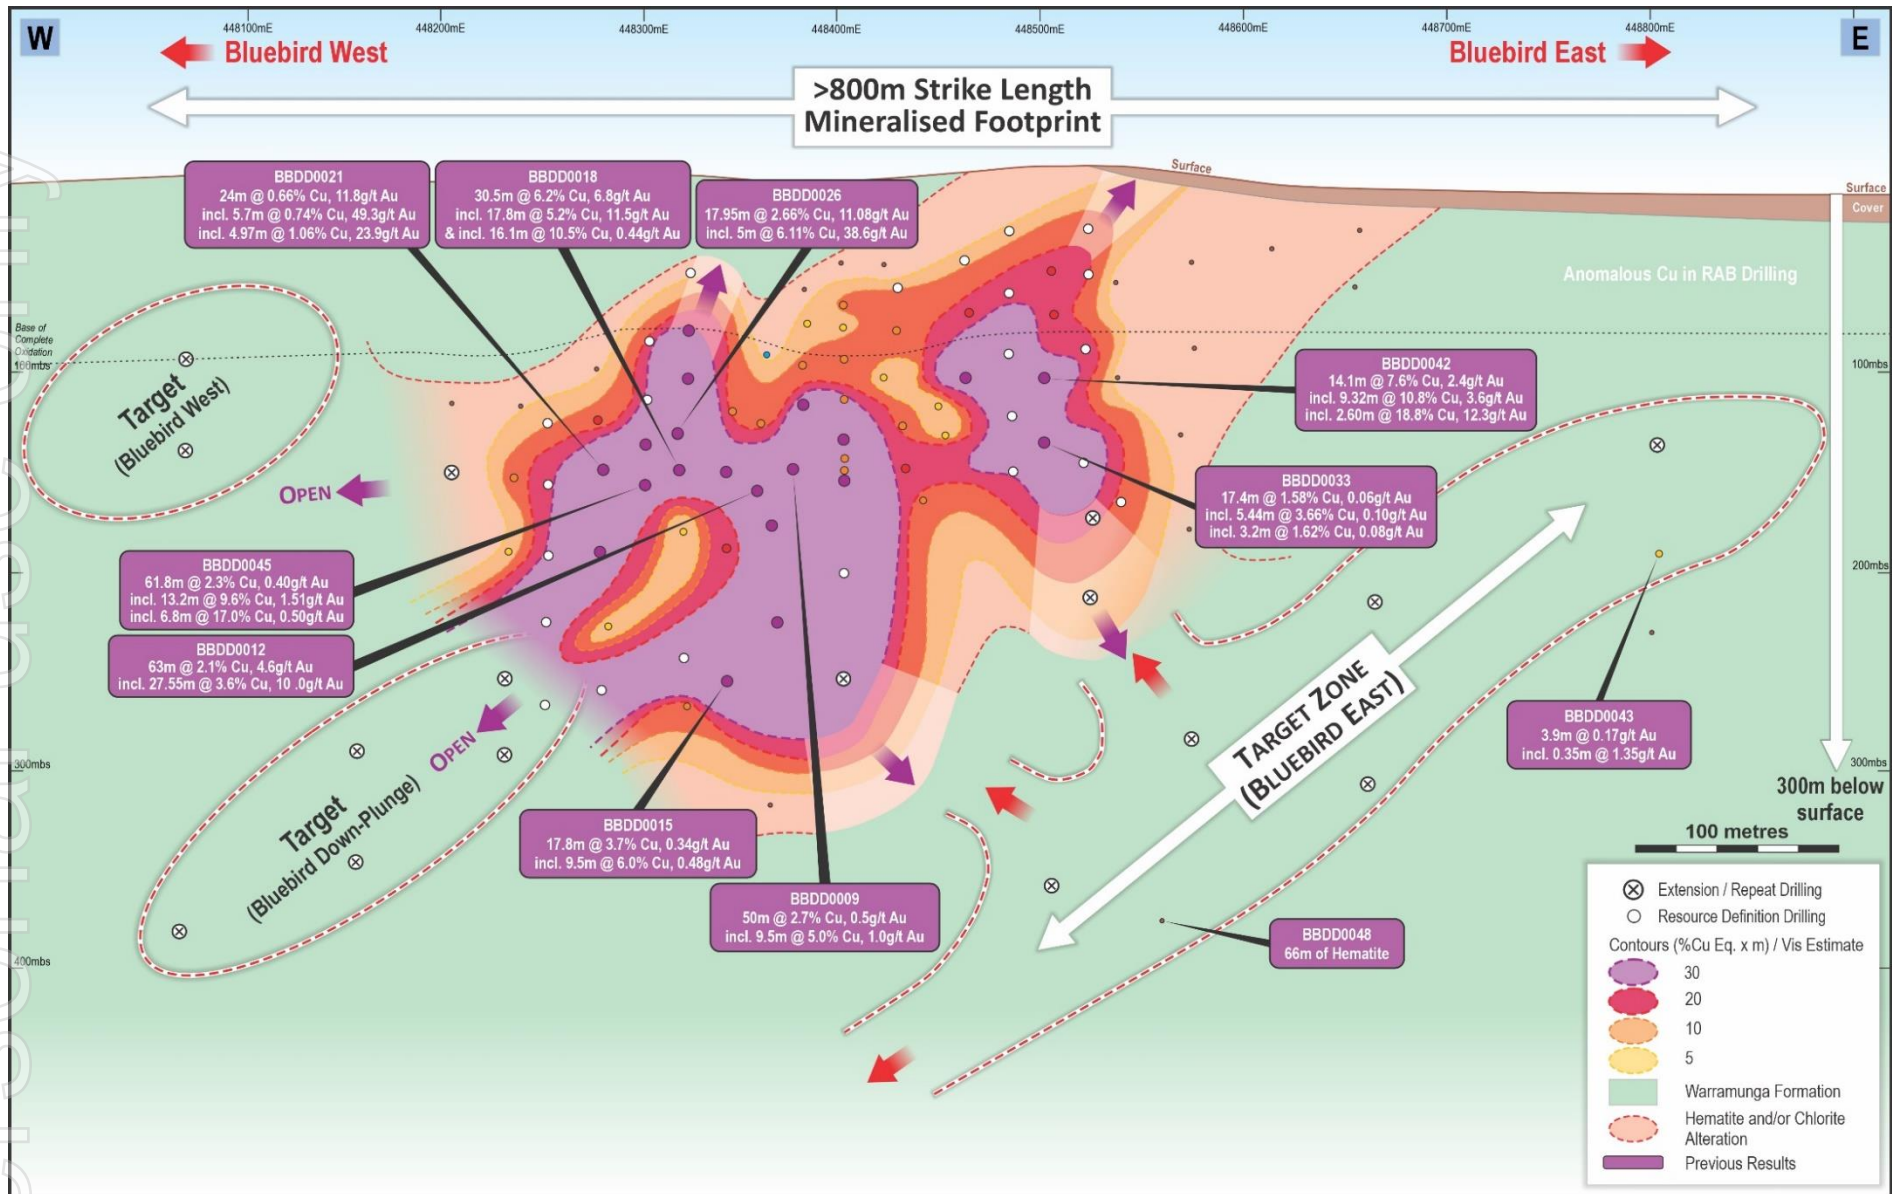 448100mE
448200mE
448300mE
448400mE
448500mE
448600mE
448700mE
448800mE
W
E
Bluebird West
Bluebird East
>800m Strike Length
Mineralised Footprint
Surface
Surface
Cover
BBDD0021
24m @ 0.66% Cu, 11.8g/t Au
incl. 5.7m @ 0.74% Cu, 49.3g/t Au
incl. 4.97m @ 1.06% Cu, 23.9g/t Au
BBDD0018
30.5m @ 6.2% Cu, 6.8g/t Au
incl. 17.8m @ 5.2% Cu, 11.5g/t Au
& incl. 16.1m @ 10.5% Cu, 0.44g/t Au
BBDD0026
17.95m @ 2.66% Cu, 11.08g/t Au
incl. 5m @ 6.11% Cu, 38.6g/t Au
Anomalous Cu in RAB Drilling
Base of
Complete
Oxidation
100mbs
100mbs
Target
(Bluebird West)
OPEN
BBDD0042
14.1m @ 7.6% Cu, 2.4g/t Au
incl. 9.32m @ 10.8% Cu, 3.6g/t Au
incl. 2.60m @ 18.8% Cu, 12.3g/t Au
BBDD0033
17.4m @ 1.58% Cu, 0.06g/t Au
incl. 5.44m @ 3.66% Cu, 0.10g/t Au
incl. 3.2m @ 1.62% Cu, 0.08g/t Au
200mbs
BBDD0045
61.8m @ 2.3% Cu, 0.40g/t Au
incl. 13.2m @ 9.6% Cu, 1.51g/t Au
incl. 6.8m @ 17.0% Cu, 0.50g/t Au
BBDD0012
63m @ 2.1% Cu, 4.6g/t Au
incl. 27.55m @ 3.6% Cu, 10 .0g/t Au
OPEN
Target
(Bluebird Down-Plunge)
TARGET ZONE
(BLUEBIRD EAST)
BBDD0043
3.9m @ 0.17g/t Au
incl. 0.35m @ 1.35g/t Au
300mbs
300mbs
300m below
surface
100 metres
BBDD0015
17.8m @ 3.7% Cu, 0.34g/t Au
incl. 9.5m @ 6.0% Cu, 0.48g/t Au
BBDD0009
50m @ 2.7% Cu, 0.5g/t Au
incl. 9.5m @ 5.0% Cu, 1.0g/t Au
BBDD0048
66m of Hematite
400mbs
Extension / Repeat Drilling
Resource Definition Drilling
Contours (%Cu Eq. x m) / Vis Estimate
30
20
10
5
Warramunga Formation
Hematite and/or Chlorite
Alteration
Previous Results